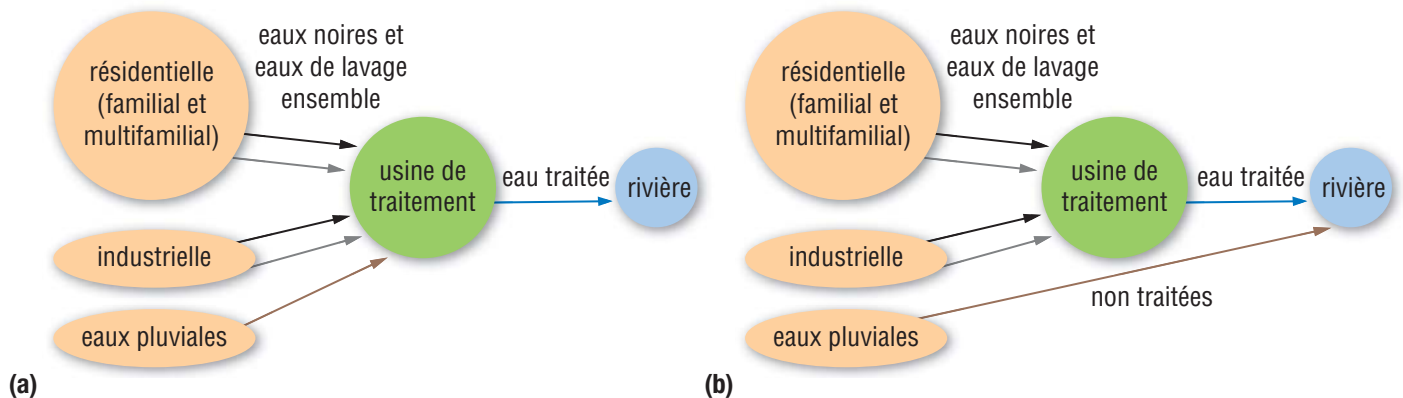 eaux noires et
eaux de lavage
ensemble
résidentielle
(familial et
multifamilial)
usine de
traitement
eau traitée
rivière
industrielle
eaux pluviales
(a)
eaux noires et
eaux de lavage
ensemble
résidentielle
(familial et
multifamilial)
usine de
traitement
eau traitée
rivière
industrielle
non traitées
eaux pluviales
(b)